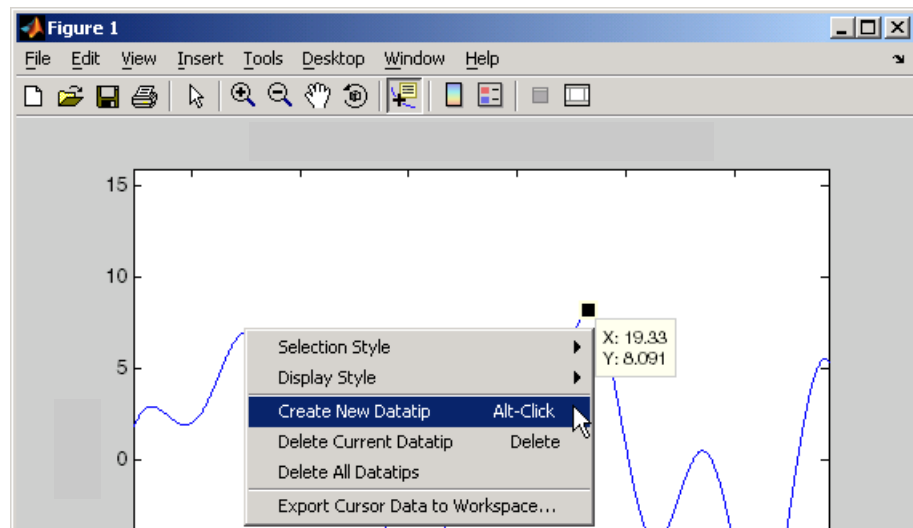 Figure 1
File Edit View Insert Tools Desktop Window Help
15
10
5
0
X: 19.33
Y: 8.091
Selection Style
Display Style
Create New Datatip Alt-Click
Delete Current Datatip Delete
Delete All Datatips
Export Cursor Data to Workspace...